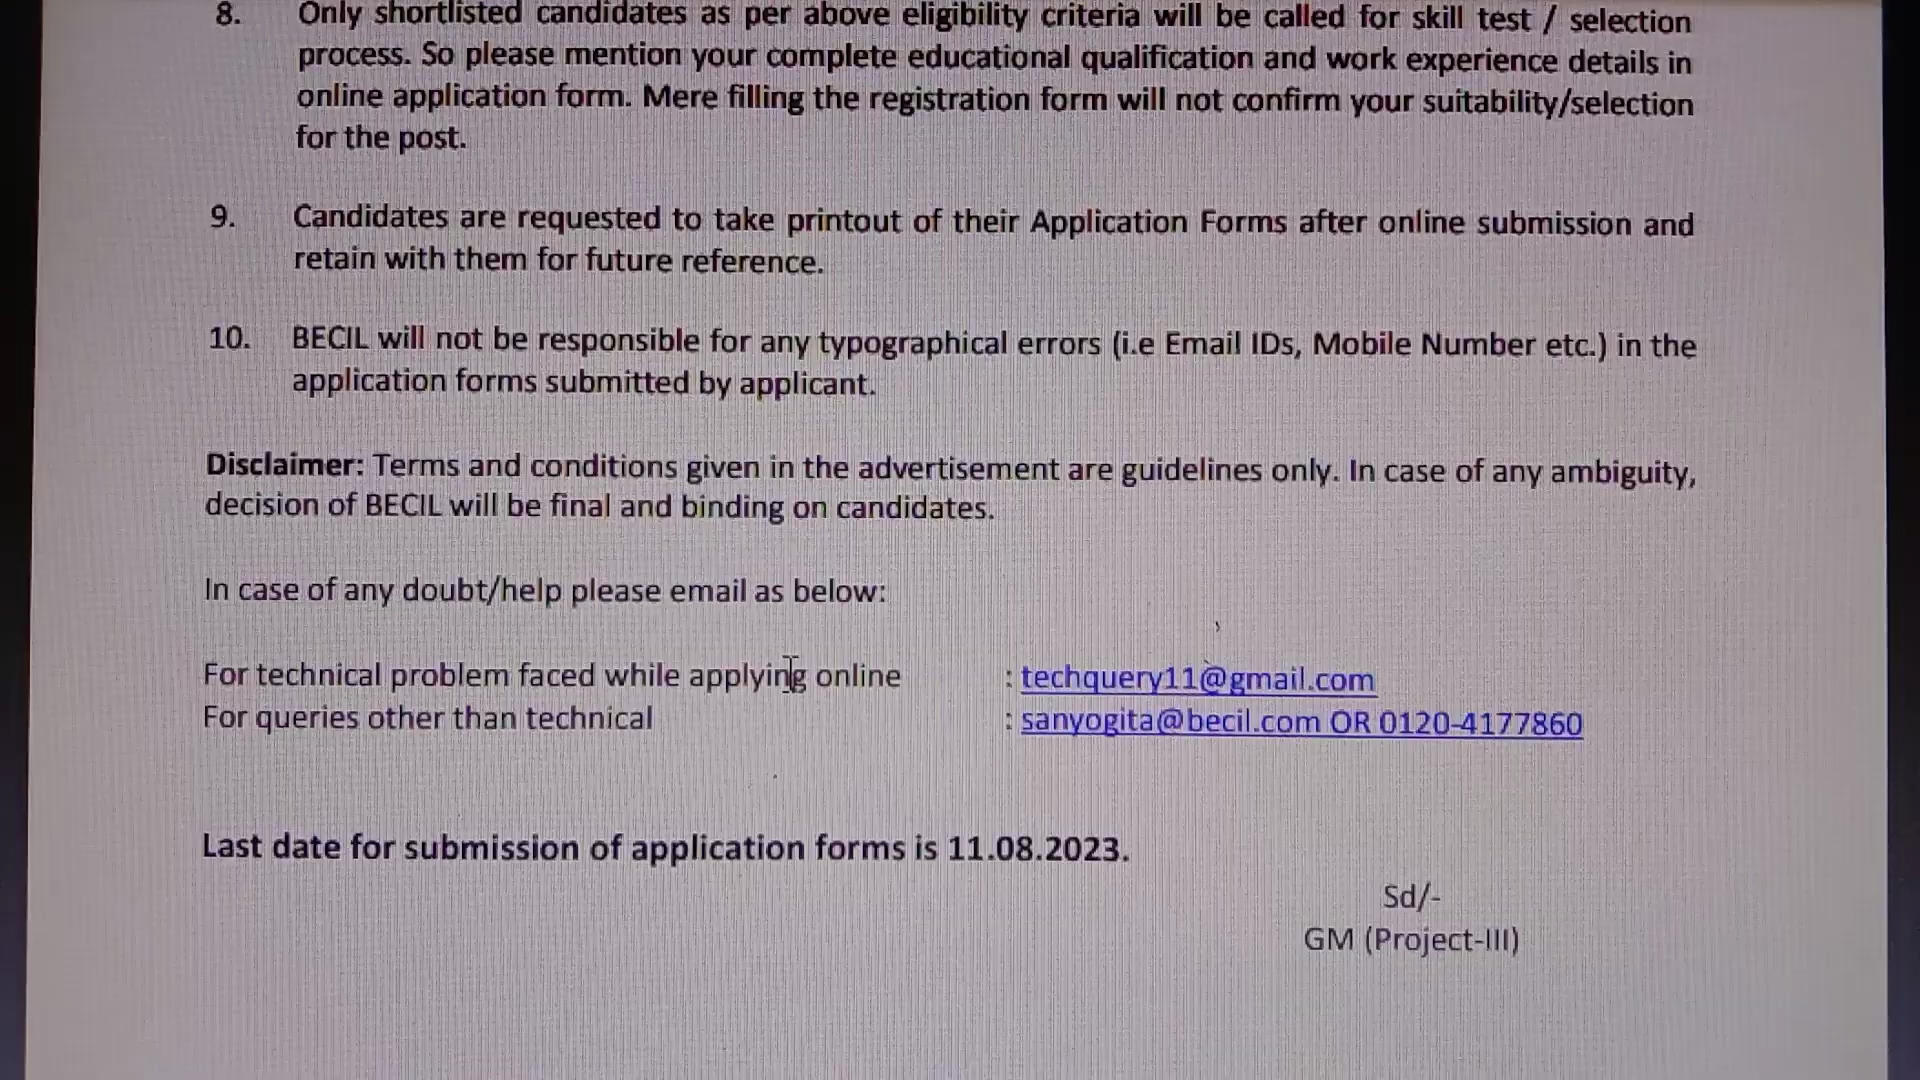 8. Only shortlisted candidates as per above eligibility criteria will be called for skill test / selection
process. So please mention your complete educational qualification and work experience details in
online application form. Mere filling the registration form will not confirm your suitability/selection
for the post.
9. Candidates are requested to take printout of their Application Forms after online submission and
retain with them for future reference.
10. BECIL will not be responsible for any typographical errors (i.e Email IDs, Mobile Number etc.) in the
application forms submitted by applicant.
Disclaimer: Terms and conditions given in the advertisement are guidelines only. In case of any ambiguity,
decision of BECIL will be final and binding on candidates.
In case of any doubt/help please email as below:
For technical problem faced while applying online : techquery11@gmail.com
For queries other than technical : sanyogita@becil.com OR 0120-4177860
Last date for submission of application forms is 11.08.2023.
Sd/-
GM (Project-III)